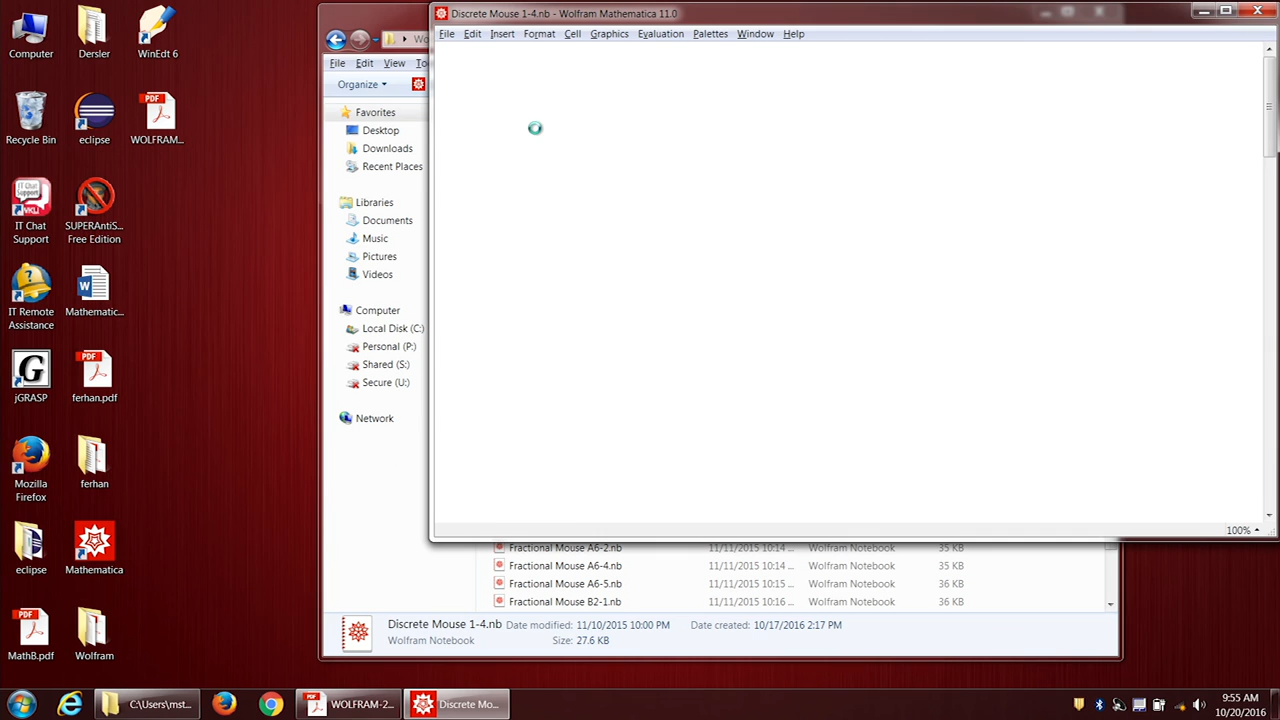 Computer
Dersler
WinEdt 6
Recycle Bin
eclipse
PDF
WOLFRAM...
IT Chat
Support
IT Chat
Support
SUPERAntiS...
Free Edition
IT Remote
Assistance
Mathematic...
jGRASP
PDF
ferhan.pdf
Mozilla
Firefox
ferhan
eclipse
Mathematica
PDF
MathB.pdf
Wolfram
File Edit View
Organize
Favorites
Desktop
Downloads
Recent Places
Libraries
Documents
Music
Pictures
Videos
Computer
Local Disk (C:)
Personal (P:)
Shared (S:)
Secure (U:)
Network
Discrete Mouse 1-4.nb - Wolfram Mathematica 11.0
File Edit Insert Format Cell Graphics Evaluation Palettes Window Help
100%
Fractional Mouse A6-2.nb 11/11/2015 10:14 ... Wolfram Notebook 35 KB
Fractional Mouse A6-4.nb 11/11/2015 10:14 ... Wolfram Notebook 35 KB
Fractional Mouse A6-5.nb 11/11/2015 10:15 ... Wolfram Notebook 36 KB
Fractional Mouse B2-1.nb 11/11/2015 10:16 ... Wolfram Notebook 36 KB
Discrete Mouse 1-4.nb Date modified: 11/10/2015 10:00 PM Date created: 10/17/2016 2:17 PM
Wolfram Notebook Size: 27.6 KB
C:\Users\mst...
WOLFRAM-2...
Discrete Mo...
9:55 AM
10/20/2016